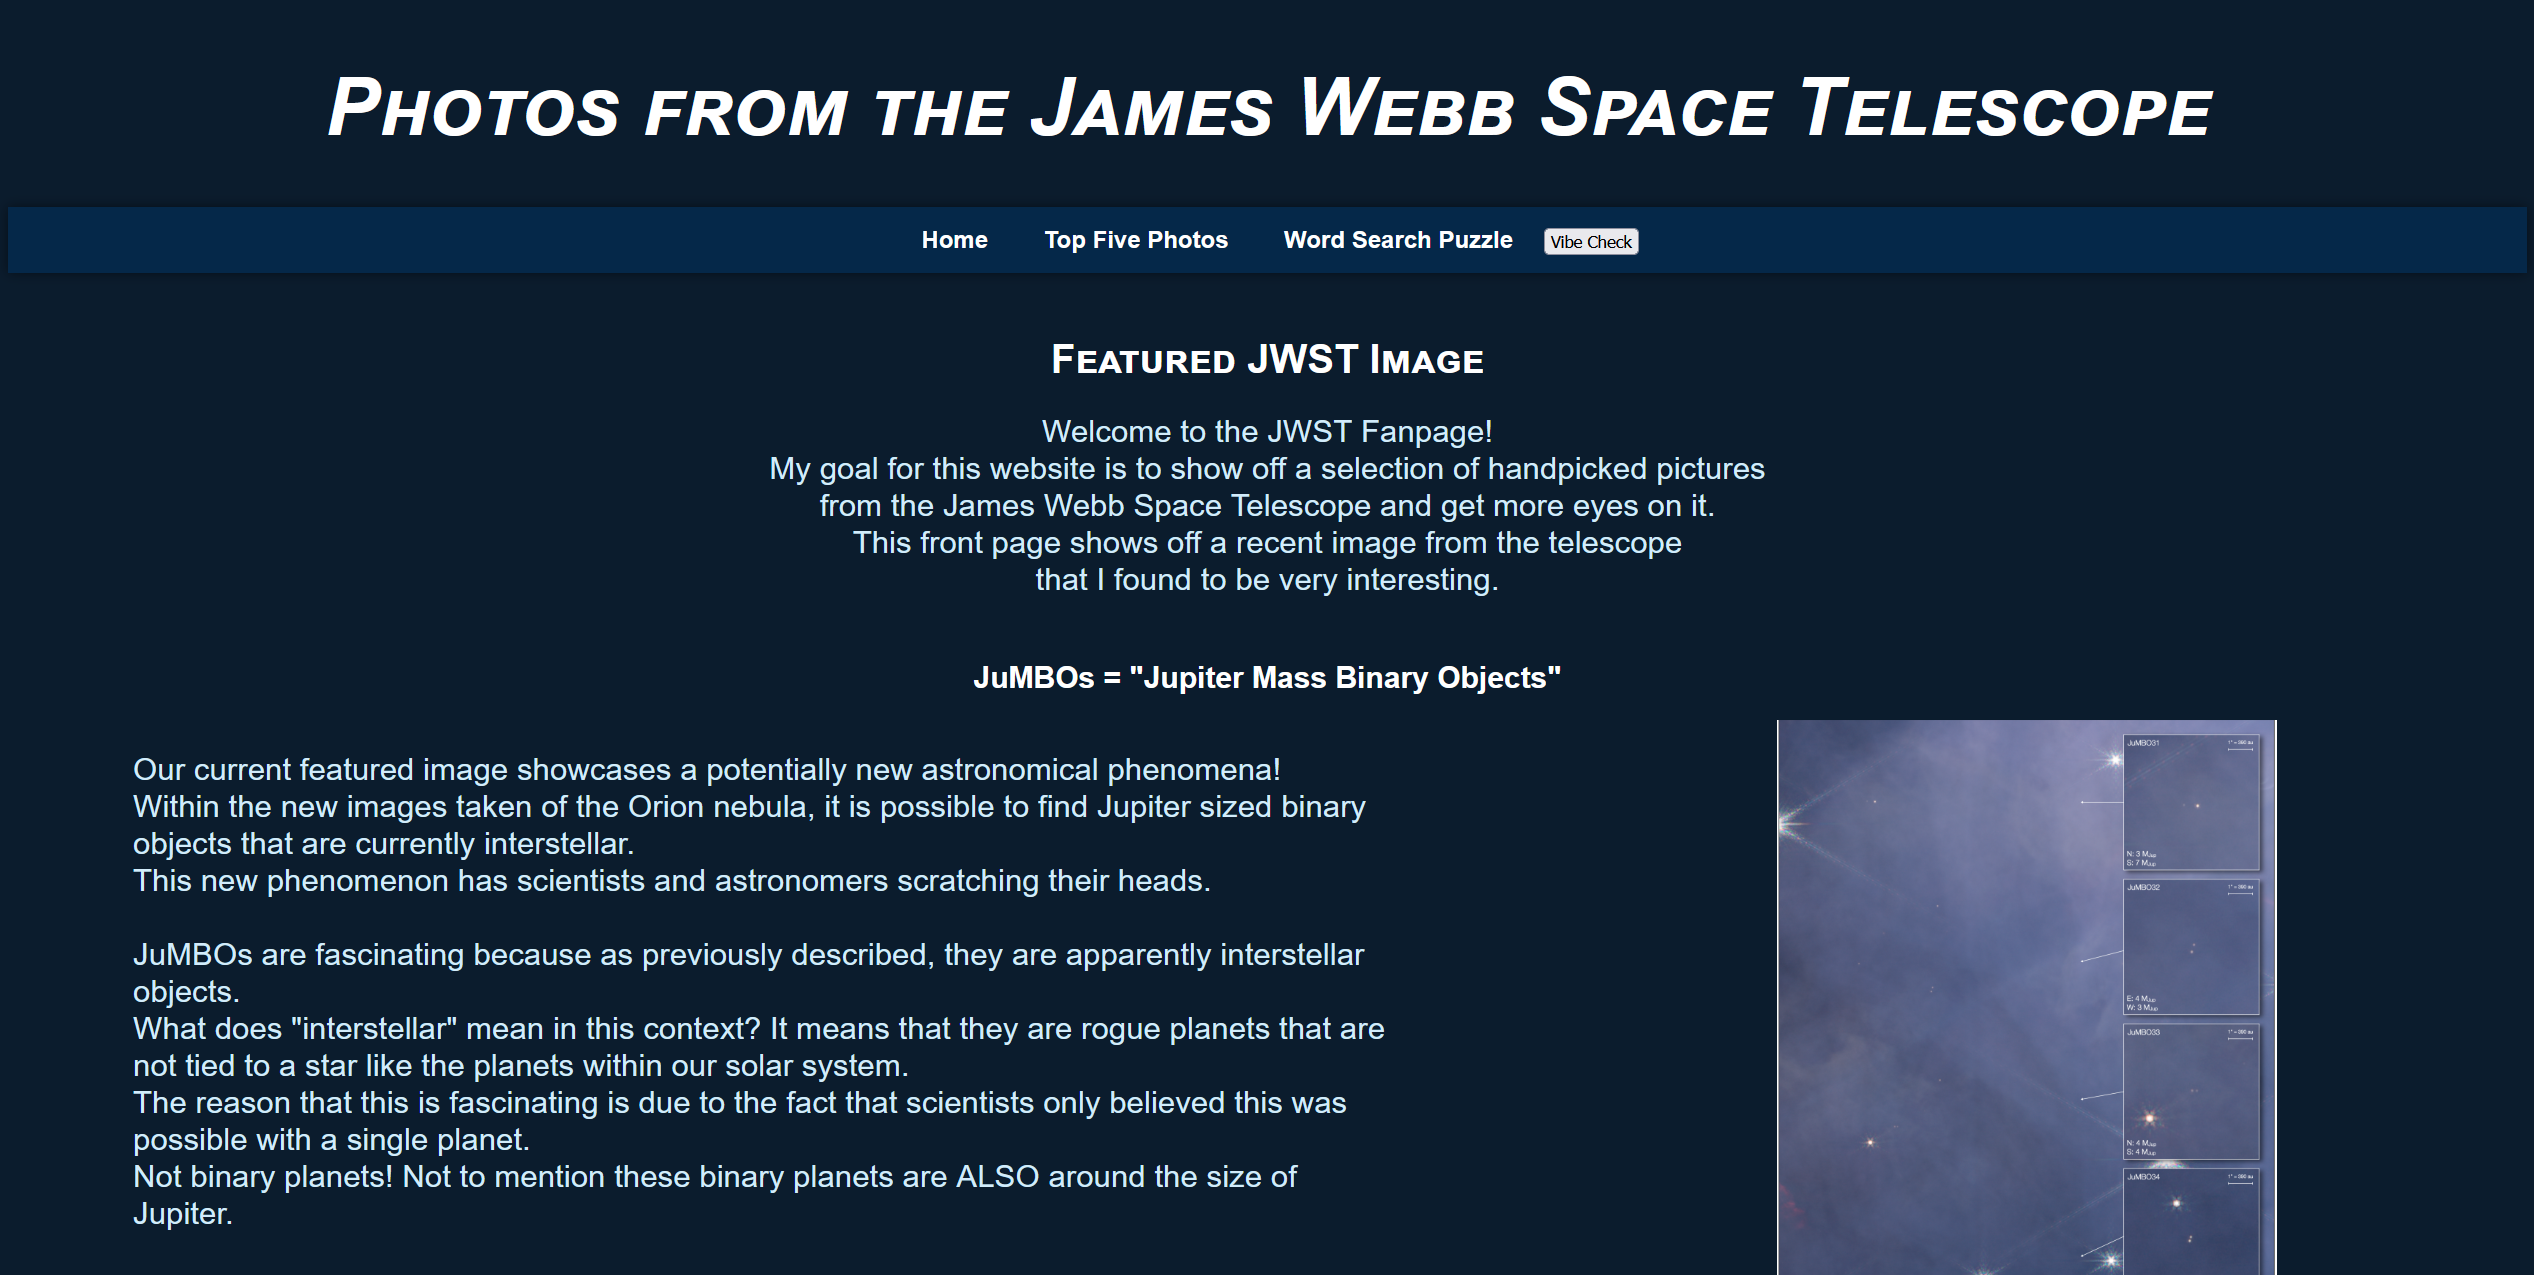 Photos from the James Webb Space Telescope
Home
Top Five Photos
Word Search Puzzle
Vibe Check
Featured JWST Image
Welcome to the JWST Fanpage!
My goal for this website is to show off a selection of handpicked pictures
from the James Webb Space Telescope and get more eyes on it.
This front page shows off a recent image from the telescope
that I found to be very interesting.
JuMBOs = "Jupiter Mass Binary Objects"
Our current featured image showcases a potentially new astronomical phenomena!
Within the new images taken of the Orion nebula, it is possible to find Jupiter sized binary
objects that are currently interstellar.
This new phenomenon has scientists and astronomers scratching their heads.
JuMBOs are fascinating because as previously described, they are apparently interstellar
objects.
What does "interstellar" mean in this context? It means that they are rogue planets that are
not tied to a star like the planets within our solar system.
The reason that this is fascinating is due to the fact that scientists only believed this was
possible with a single planet.
Not binary planets! Not to mention these binary planets are ALSO around the size of
Jupiter.
JuMBO31
N: 3 MJup
S: 7 MJup
JuMBO32
E: 4 MJup
W: 3 MJup
JuMBO33
N: 4 MJup
S: 4 MJup
JuMBO34